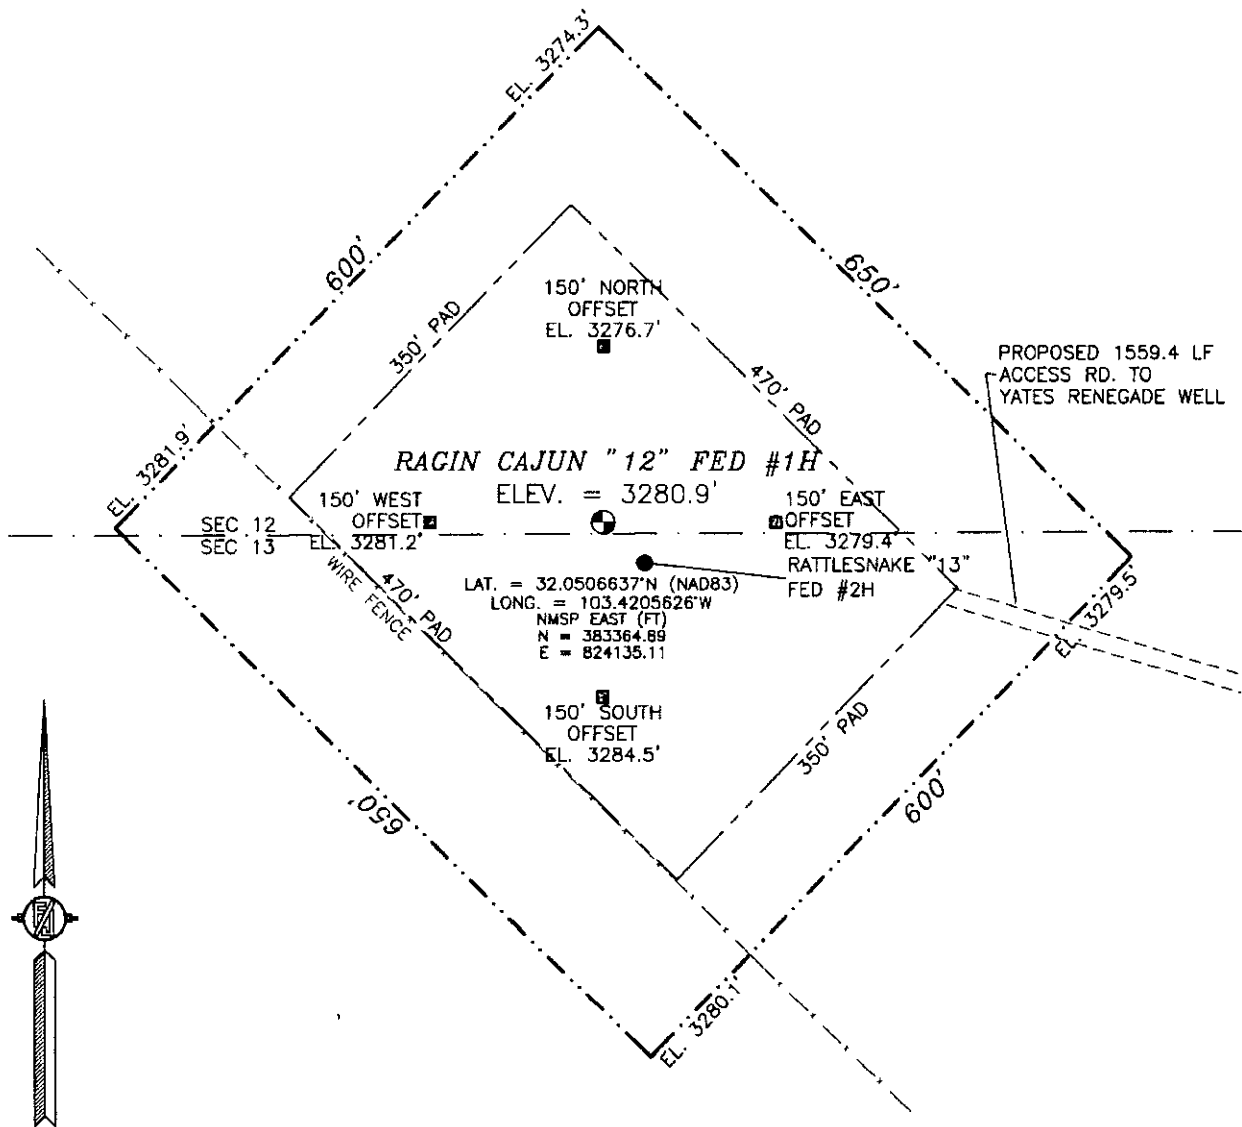 EL. 3274.3'
600'
650'
150' NORTH
OFFSET
EL. 3276.7'
350' PAD
470' PAD
PROPOSED 1559.4 LF
ACCESS RD. TO
YATES RENEGADE WELL
EL. 3281.9'
RAGIN CAJUN "12" FED #1H
ELEV. = 3280.9'
150' WEST
OFFSET
EL. 3281.2'
150' EAST
OFFSET
EL. 3279.4'
SEC 12
SEC 13
WIRE FENCE
470' PAD
RATTLESNAKE "13"
FED #2H
EL. 3279.5'
LAT. = 32.0506637°N (NAD83)
LONG. = 103.4205626°W
NMSP EAST (FT)
N = 383364.89
E = 824135.11
150' SOUTH
OFFSET
EL. 3284.5'
350' PAD
650'
600'
EL. 3280.1'